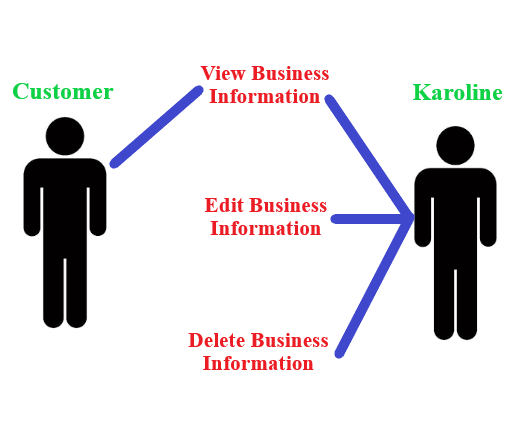 View Business
Information
Customer
Karoline
Edit Business
Information
Delete Business
Information